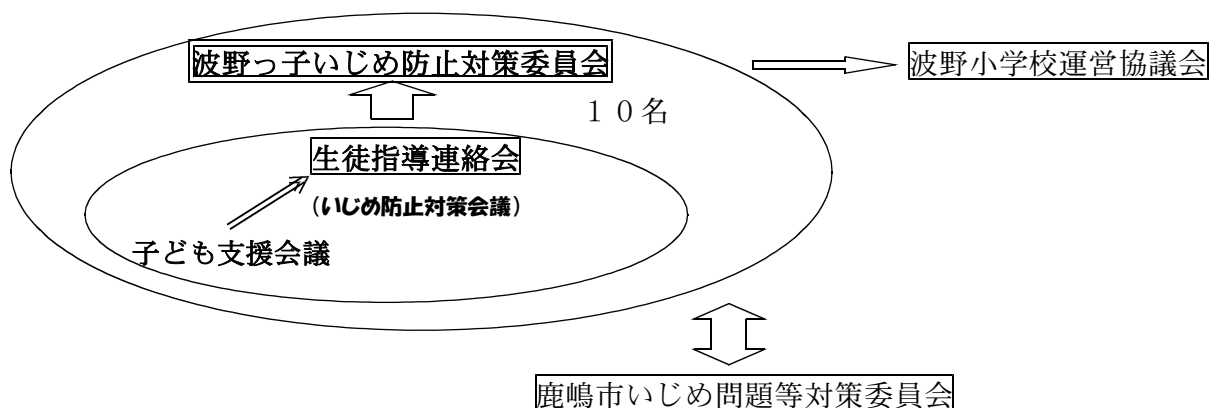 波野っ子いじめ防止対策委員会
波野小学校運営協議会
１０名
生徒指導連絡会
（いじめ防止対策会議）
子ども支援会議
鹿嶋市いじめ問題等対策委員会